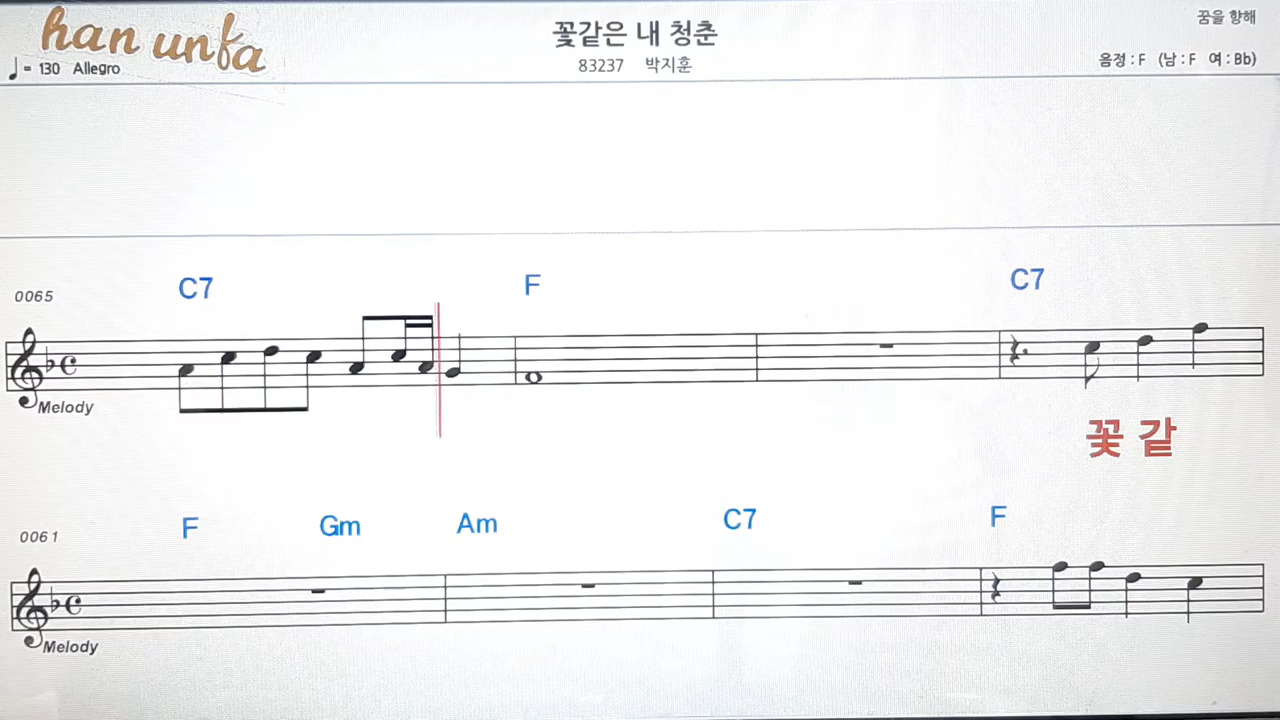 han unfa
꽃같은 내 청춘
꿈을 향해
♩= 130 Allegro
83237 박지훈
음정 : F (남 : F 여 : Bb)
C7 F C7
0065
Melody
꽃 같
F Gm Am C7 F
0061
Melody